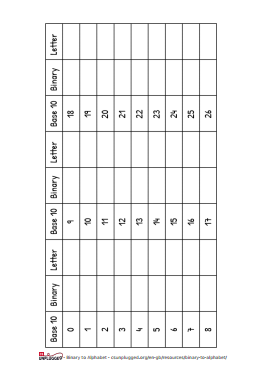 Base 10 Binary Letter Base 10 Binary Letter Base 10 Binary Letter
0 9 18
1 10 19
2 11 20
3 12 21
4 13 22
5 14 23
6 15 24
7 16 25
8 17 26
CS UNPLUGGED - Binary to Alphabet - csunplugged.org/en-gb/resources/binary-to-alphabet/